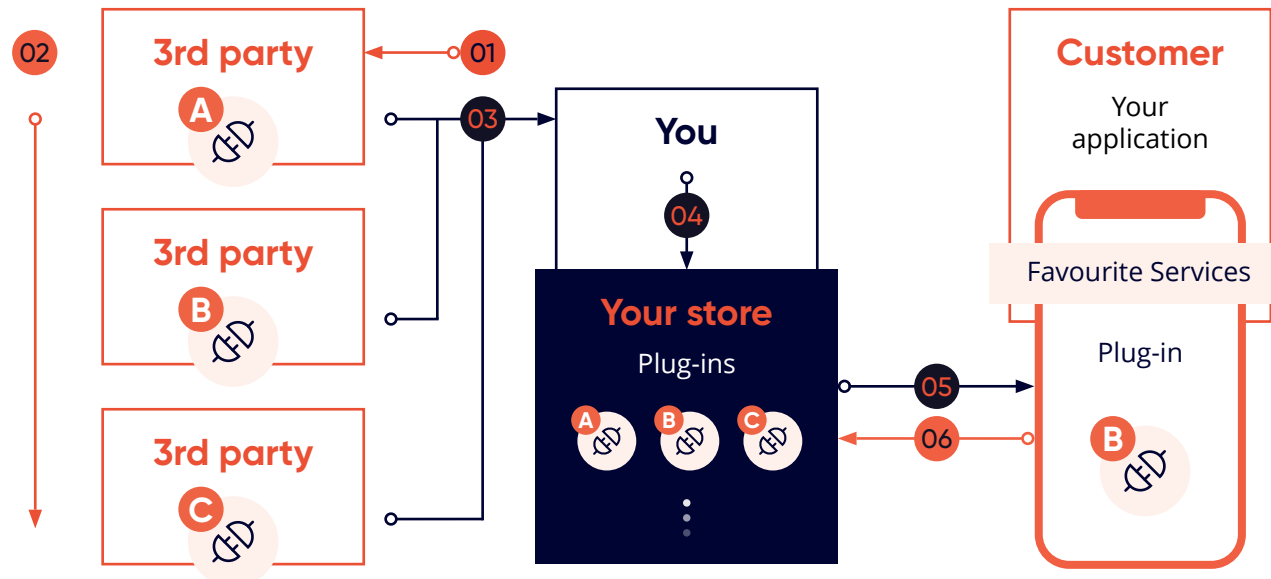 02
3rd party
A
01
3rd party
B
3rd party
C
03
You
04
Your store
Plug-ins
A
B
C
05
06
Customer
Your
application
Favourite Services
Plug-in
B